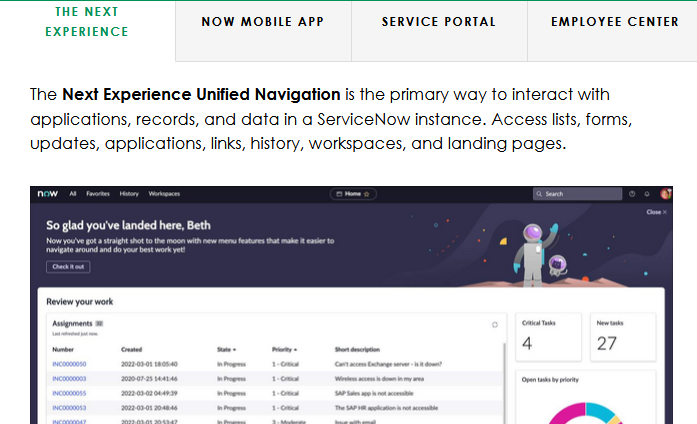 THE NEXT
EXPERIENCE
NOW MOBILE APP
SERVICE PORTAL
EMPLOYEE CENTER
The Next Experience Unified Navigation is the primary way to interact with
applications, records, and data in a ServiceNow instance. Access lists, forms,
updates, applications, links, history, workspaces, and landing pages.
now All Favorites History Workspaces Home Search
Close ×
So glad you've landed here, Beth
Now you've got a straight shot to the moon with new menu features that make it easier to
navigate around and do your best work yet!
Check it out
Review your work
Assignments
Last refreshed just now.
Number Created State Priority Short description
INC0000050 2022-03-01 18:05:40 In Progress 1 - Critical Can't access Exchange server - is it down?
INC0000003 2020-07-25 14:41:46 In Progress 1 - Critical Wireless access is down in my area
INC0000055 2022-03-02 04:49:29 In Progress 1 - Critical SAP Sales app is not accessible
INC0000053 2022-03-01 20:48:46 In Progress 1 - Critical The SAP HR application is not accessible
INC0000047 2022-03-01 20:53:47 In Progress 3 - Moderate Issue with email
Critical Tasks
4
New tasks
27
Open tasks by priority